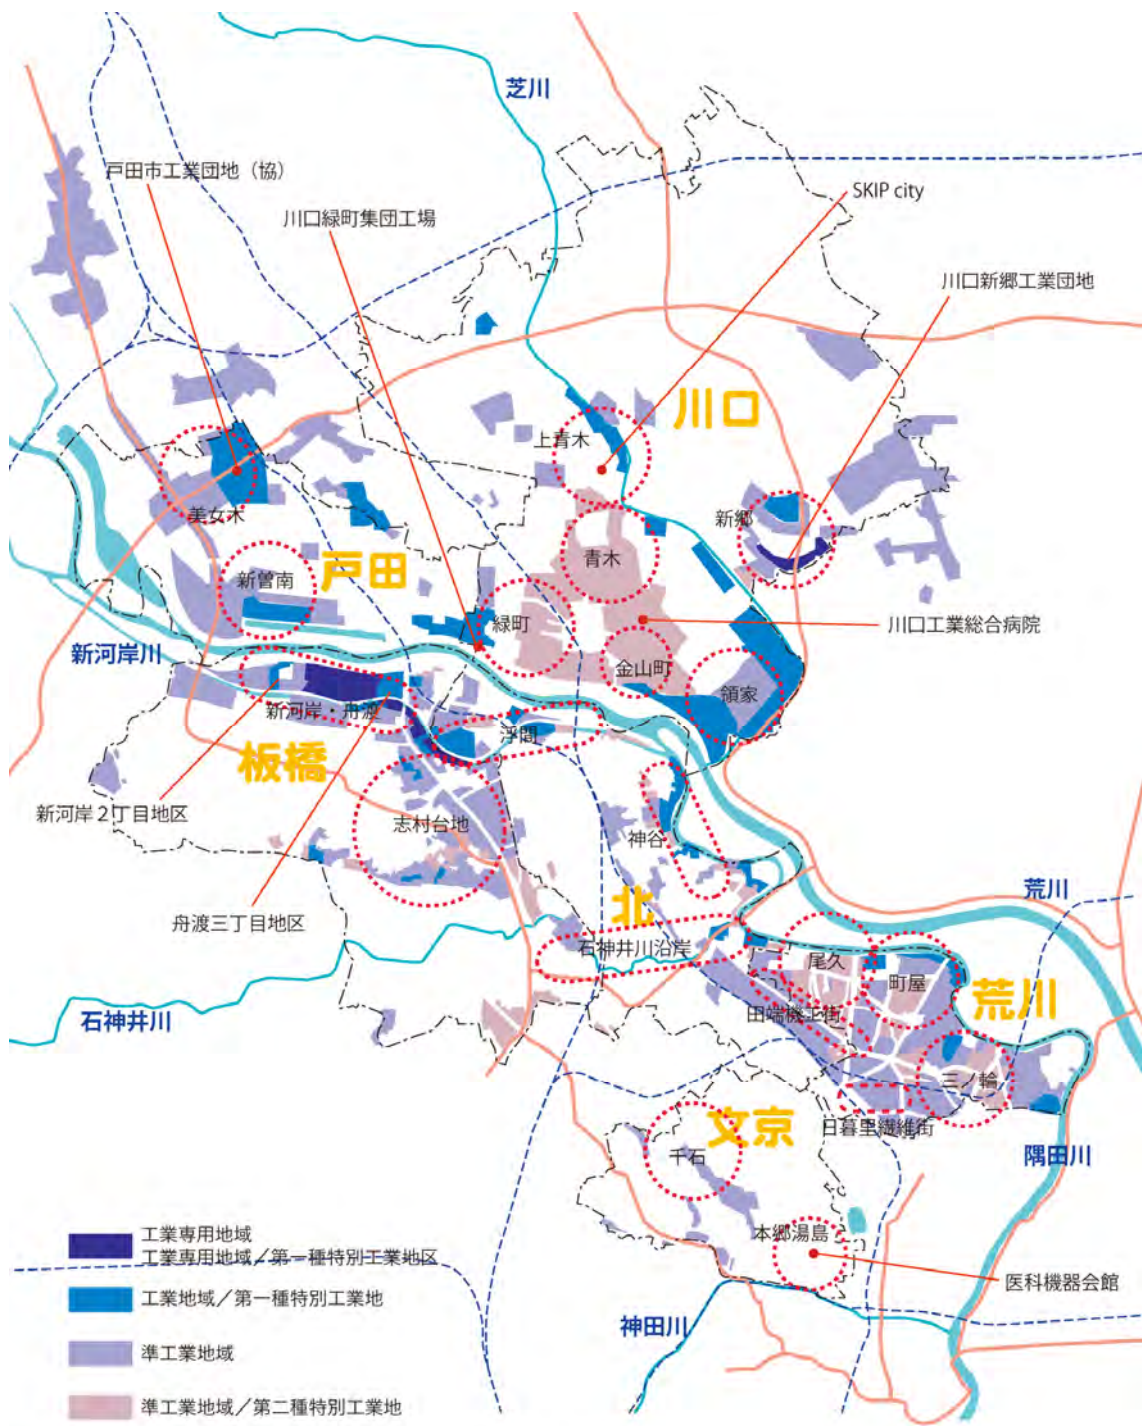 芝川
戸田市工業団地（協）
SKIP city
川口緑町集団工場
川口新郷工業団地
川口
上青木
美女木
新郷
青木
戸田
新曽南
緑町
川口工業総合病院
新河岸川
金山町
領家
新河岸・舟渡
浮間
板橋
新河岸２丁目地区
志村台地
神谷
荒川
北
舟渡三丁目地区
石神井川沿岸
尾久
町屋
荒川
石神井川
田端機工街
三ノ輪
文京
日暮里繊維街
千石
隅田川
本郷湯島
工業専用地域
工業専用地域／第一種特別工業地区
医科機器会館
工業地域／第一種特別工業地
神田川
準工業地域
準工業地域／第二種特別工業地